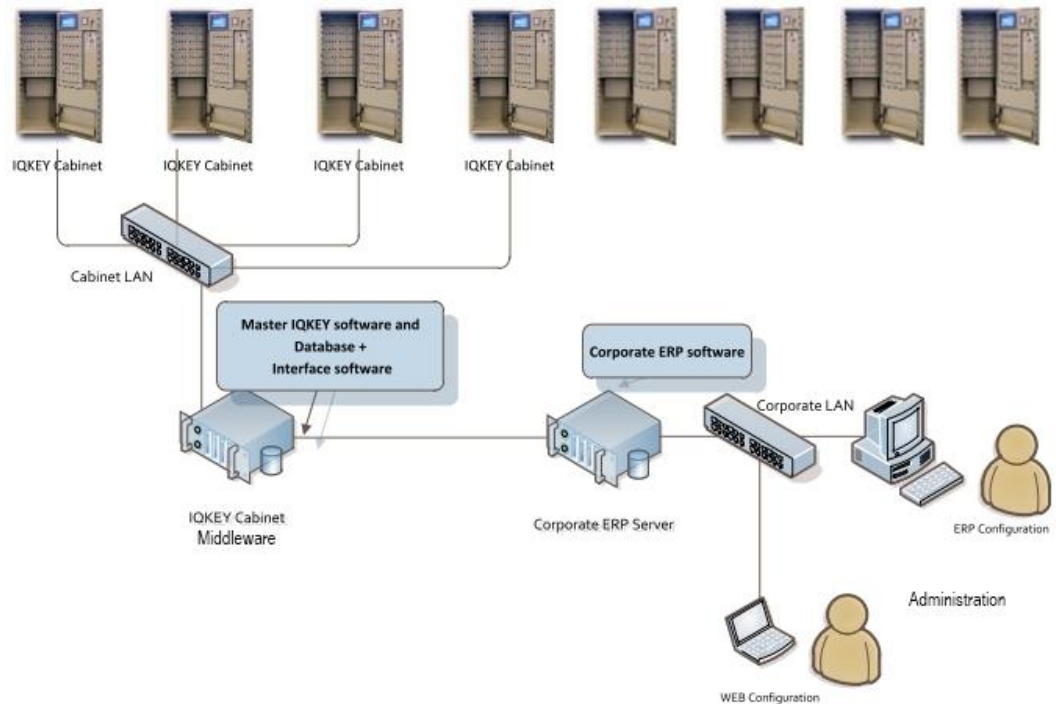 IQKEY Cabinet
IQKEY Cabinet
IQKEY Cabinet
IQKEY Cabinet
Cabinet LAN
Master IQKEY software and
Database +
Interface software
Corporate ERP software
Corporate LAN
IQKEY Cabinet
Middleware
Corporate ERP Server
ERP Configuration
Administration
WEB Configuration